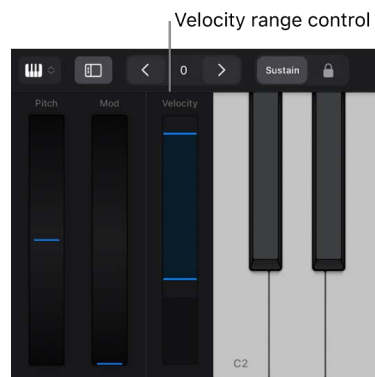 Velocity range control
0
Sustain
Pitch
Mod
Velocity
C2